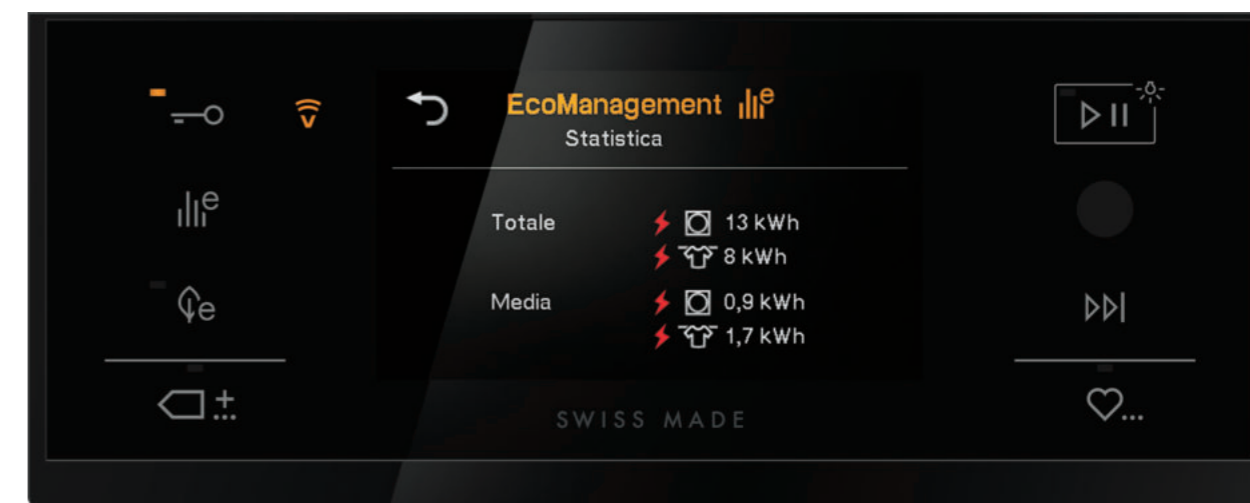 EcoManagement
Statistica
Totale 13 kWh
8 kWh
Media 0,9 kWh
1,7 kWh
e
e
v
SWISS MADE